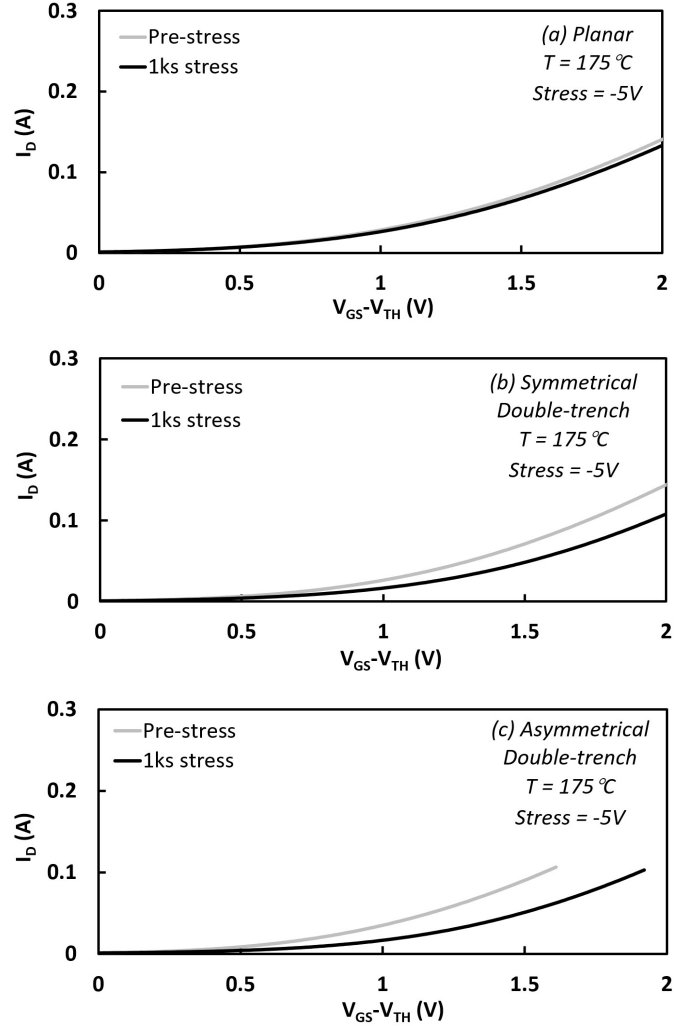 0.3
Pre-stress
1ks stress
(a) Planar
T = 175℃
Stress = -5V
0.2
0.1
0
I_D (A)
0 0.5 1 1.5 2
V_GS-V_TH (V)
0.3
Pre-stress
1ks stress
(b) Symmetrical
Double-trench
T = 175℃
Stress = -5V
0.2
0.1
0
I_D (A)
0 0.5 1 1.5 2
V_GS-V_TH (V)
0.3
Pre-stress
1ks stress
(c) Asymmetrical
Double-trench
T = 175℃
Stress = -5V
0.2
0.1
0
I_D (A)
0 0.5 1 1.5 2
V_GS-V_TH (V)